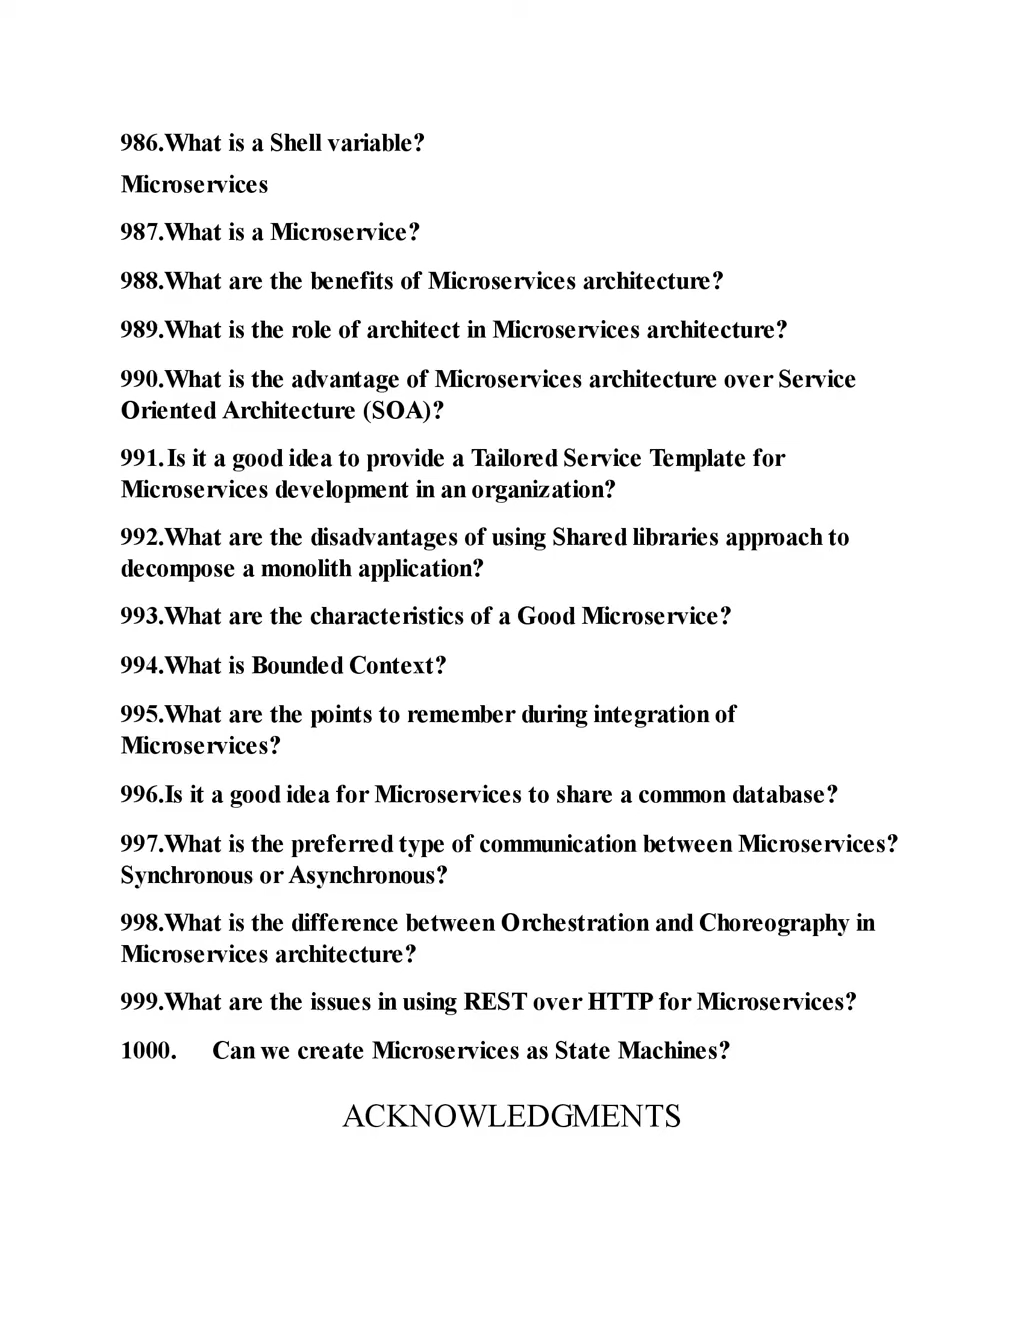 986.What is a Shell variable?
Microservices
987.What is a Microservice?
988.What are the benefits of Microservices architecture?
989.What is the role of architect in Microservices architecture?
990.What is the advantage of Microservices architecture over Service
Oriented Architecture (SOA)?
991. Is it a good idea to provide a Tailored Service Template for
Microservices development in an organization?
992.What are the disadvantages of using Shared libraries approach to
decompose a monolith application?
993.What are the characteristics of a Good Microservice?
994.What is Bounded Context?
995.What are the points to remember during integration of
Microservices?
996.Is it a good idea for Microservices to share a common database?
997.What is the preferred type of communication between Microservices?
Synchronous or Asynchronous?
998.What is the difference between Orchestration and Choreography in
Microservices architecture?
999.What are the issues in using REST over HTTP for Microservices?
1000. Can we create Microservices as State Machines?
ACKNOWLEDGMENTS